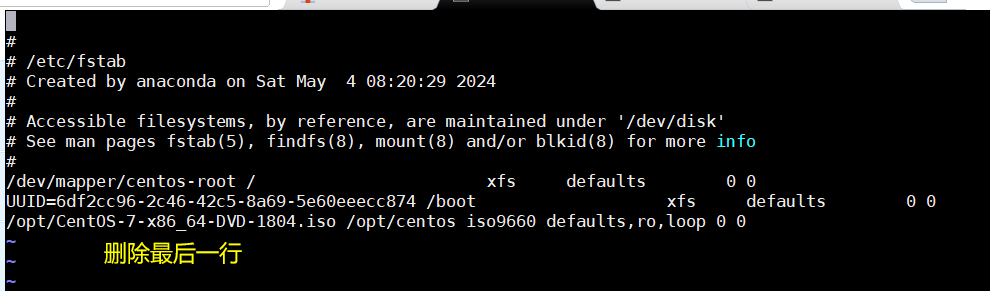 #
# /etc/fstab
# Created by anaconda on Sat May  4 08:20:29 2024
#
# Accessible filesystems, by reference, are maintained under '/dev/disk'
# See man pages fstab(5), findfs(8), mount(8) and/or blkid(8) for more info
#
/dev/mapper/centos-root /                       xfs     defaults        0 0
UUID=6df2cc96-2c46-42c5-8a69-5e60eeecc874 /boot                   xfs     defaults        0 0
/opt/CentOS-7-x86_64-DVD-1804.iso /opt/centos iso9660 defaults,ro,loop 0 0
~
删除最后一行
~
~